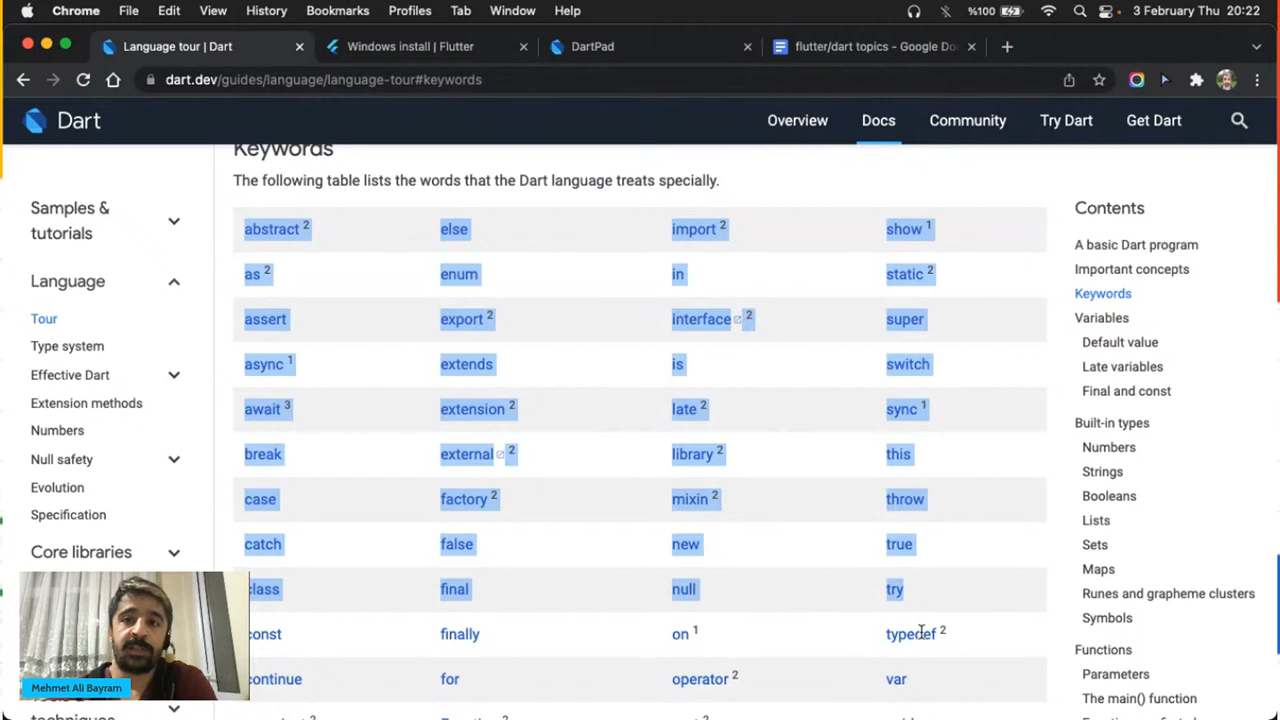 Chrome File Edit View History Bookmarks Profiles Tab Window Help %100 3 February Thu 20:22
Language tour | Dart Windows install | Flutter DartPad flutter/dart topics - Google Do
dart.dev/guides/language/language-tour#keywords
Dart Overview Docs Community Try Dart Get Dart
Samples &
tutorials
Language
Tour
Type system
Effective Dart
Extension methods
Numbers
Null safety
Evolution
Specification
Core libraries
techniques
Keywords
The following table lists the words that the Dart language treats specially.
abstract 2 else import 2 show 1
as 2 enum in static 2
assert export 2 interface 2 super
async 1 extends is switch
await 3 extension 2 late 2 sync 1
break external 2 library 2 this
case factory 2 mixin 2 throw
catch false new true
class final null try
const finally on 1 typedef 2
continue for operator 2 var
Contents
A basic Dart program
Important concepts
Keywords
Variables
Default value
Late variables
Final and const
Built-in types
Numbers
Strings
Booleans
Lists
Sets
Maps
Runes and grapheme clusters
Symbols
Functions
Parameters
The main() function
Mehmet Ali Bayram